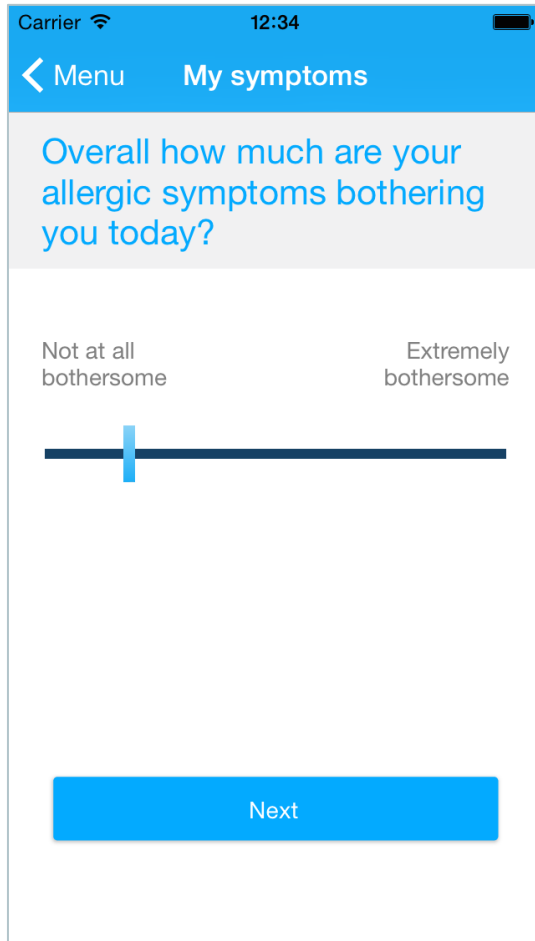 Carrier 12:34
Menu My symptoms
Overall how much are your
allergic symptoms bothering
you today?
Not at all Extremely
bothersome bothersome
Next